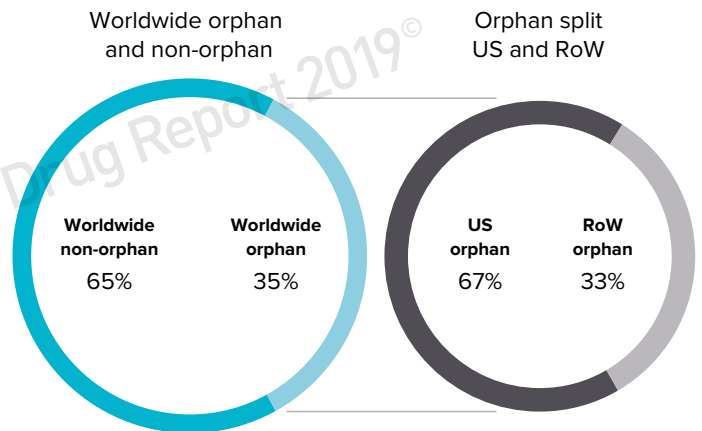 Worldwide orphan
and non-orphan
Orphan split
US and RoW
Drug Report 2019©
Worldwide
non-orphan
65%
Worldwide
orphan
35%
US
orphan
67%
RoW
orphan
33%